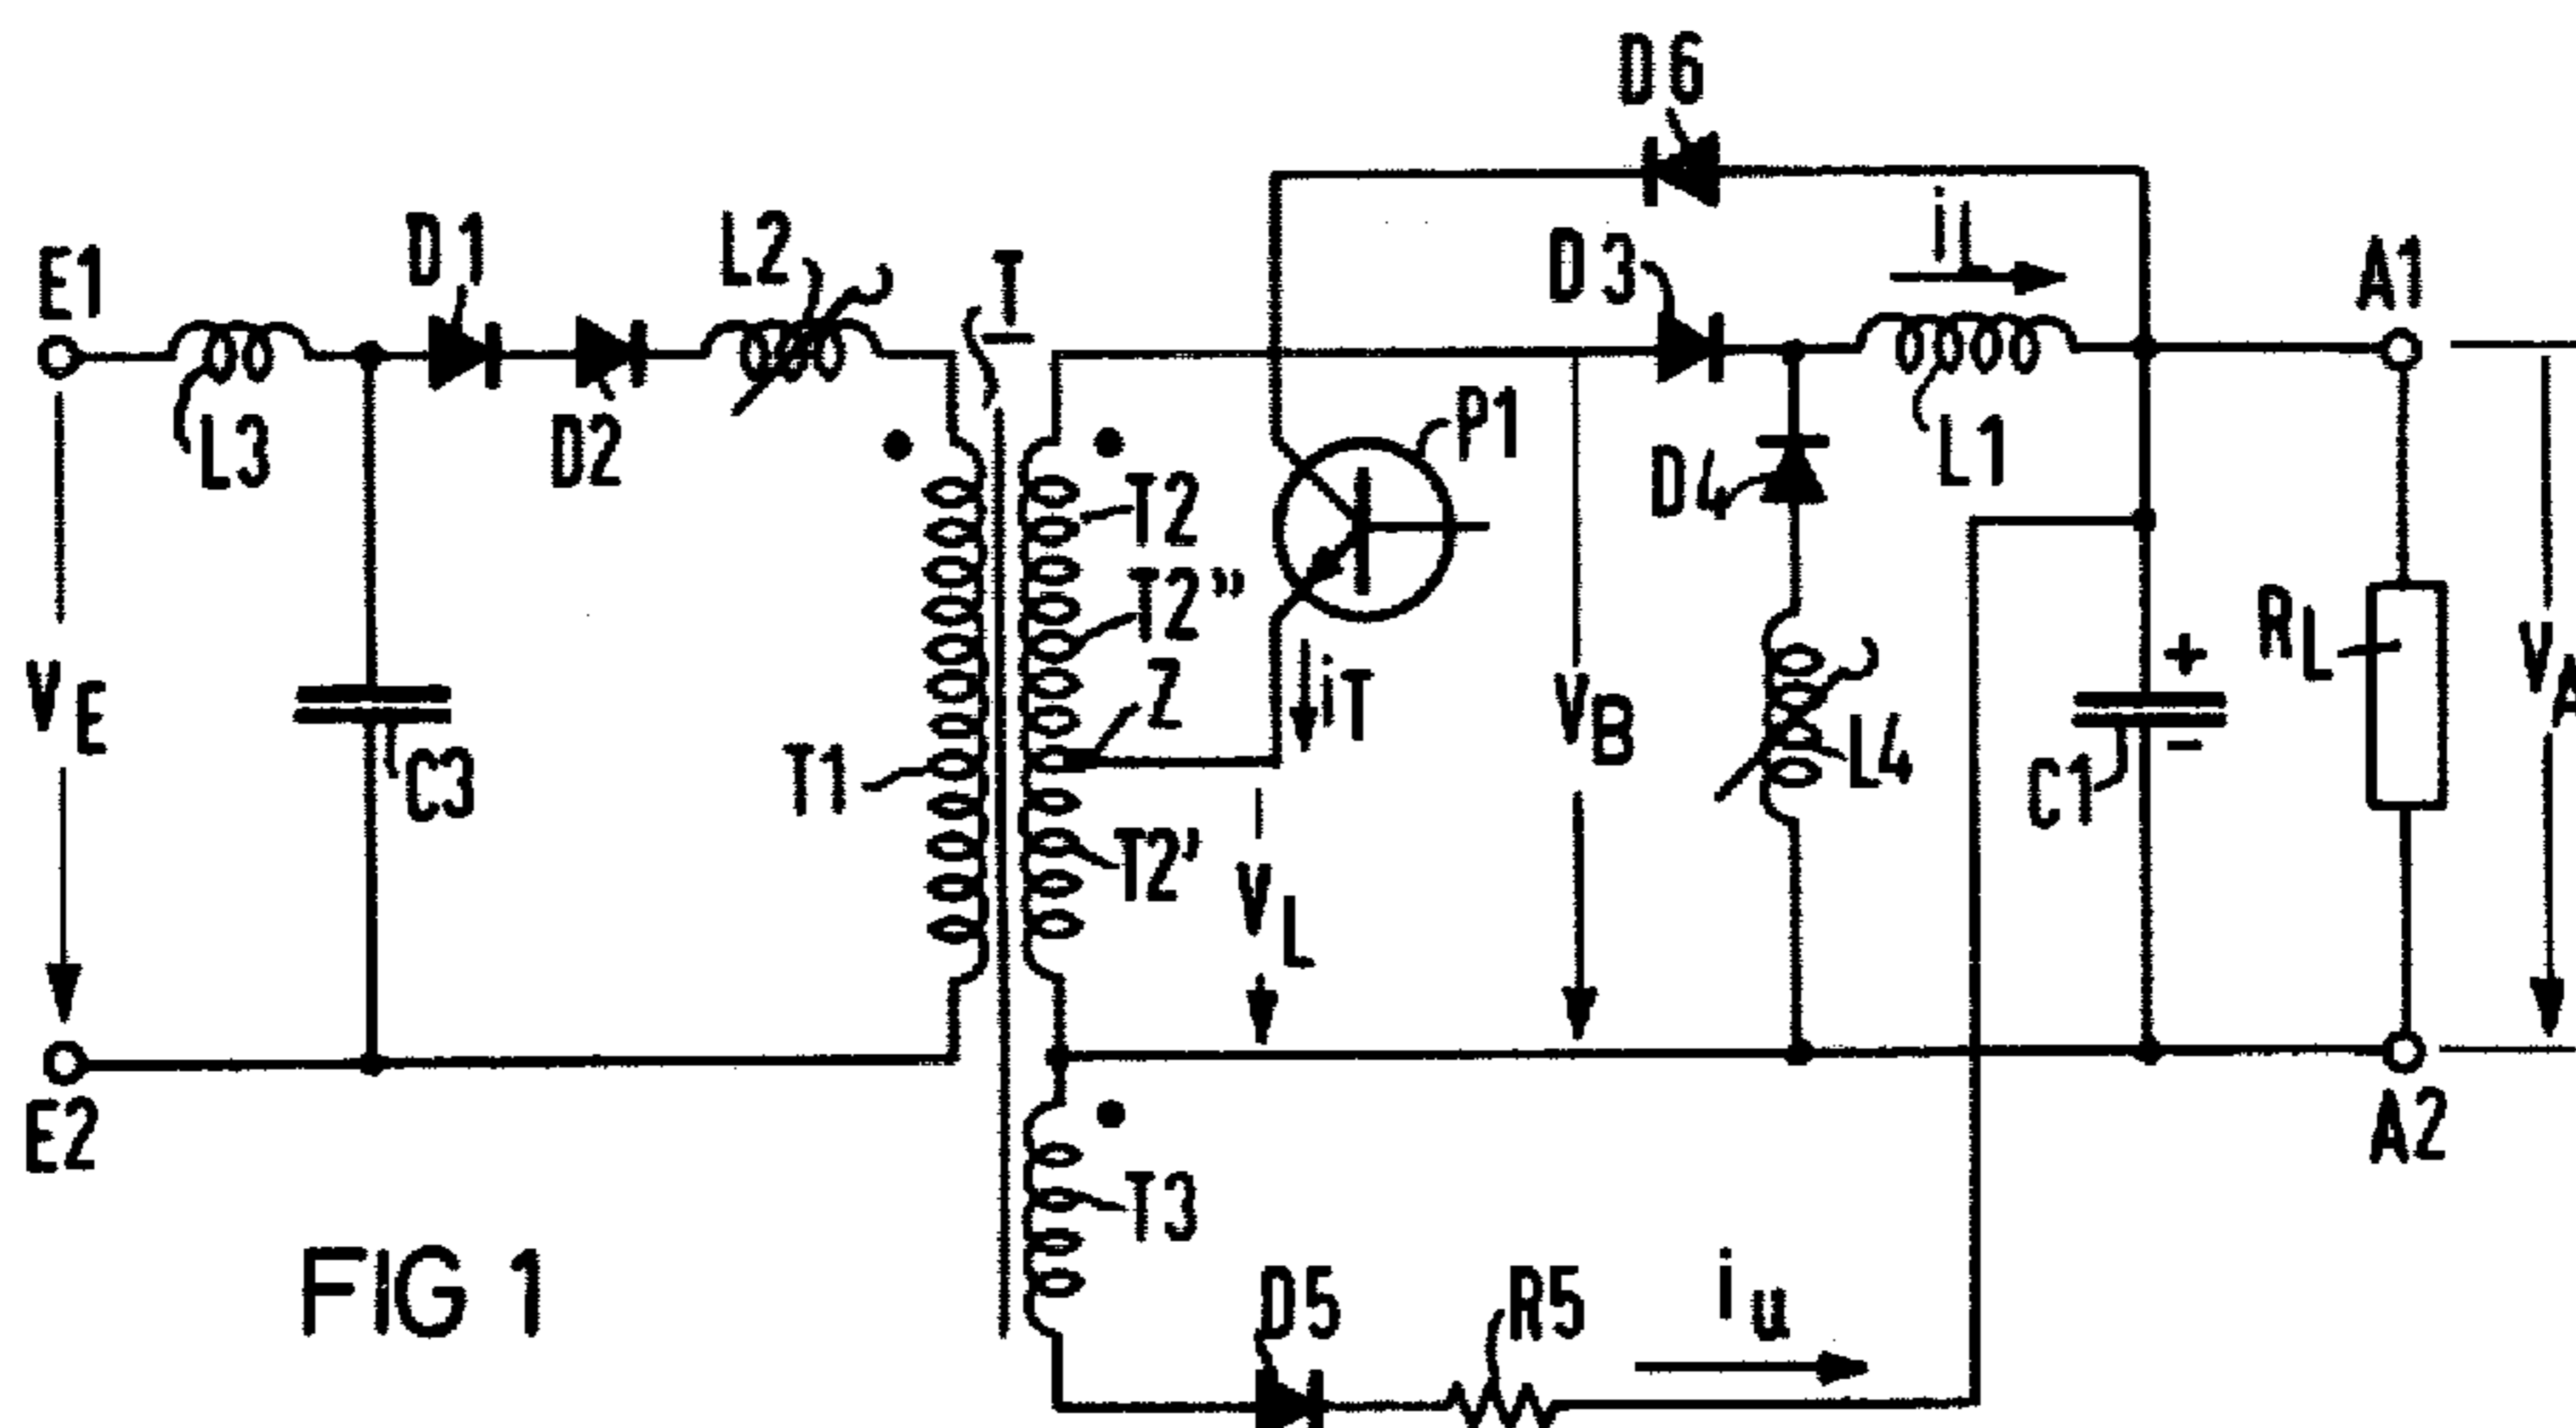 D6
E1
D1
L2
T
D3
iL
A1
L3
D2
P1
D4
L1
T2
T2"
Z
iT
VE
C3
T1
T2'
VL
VB
L4
C1
+
-
RL
VA
E2
A2
T3
FIG 1
D5
R5
iu